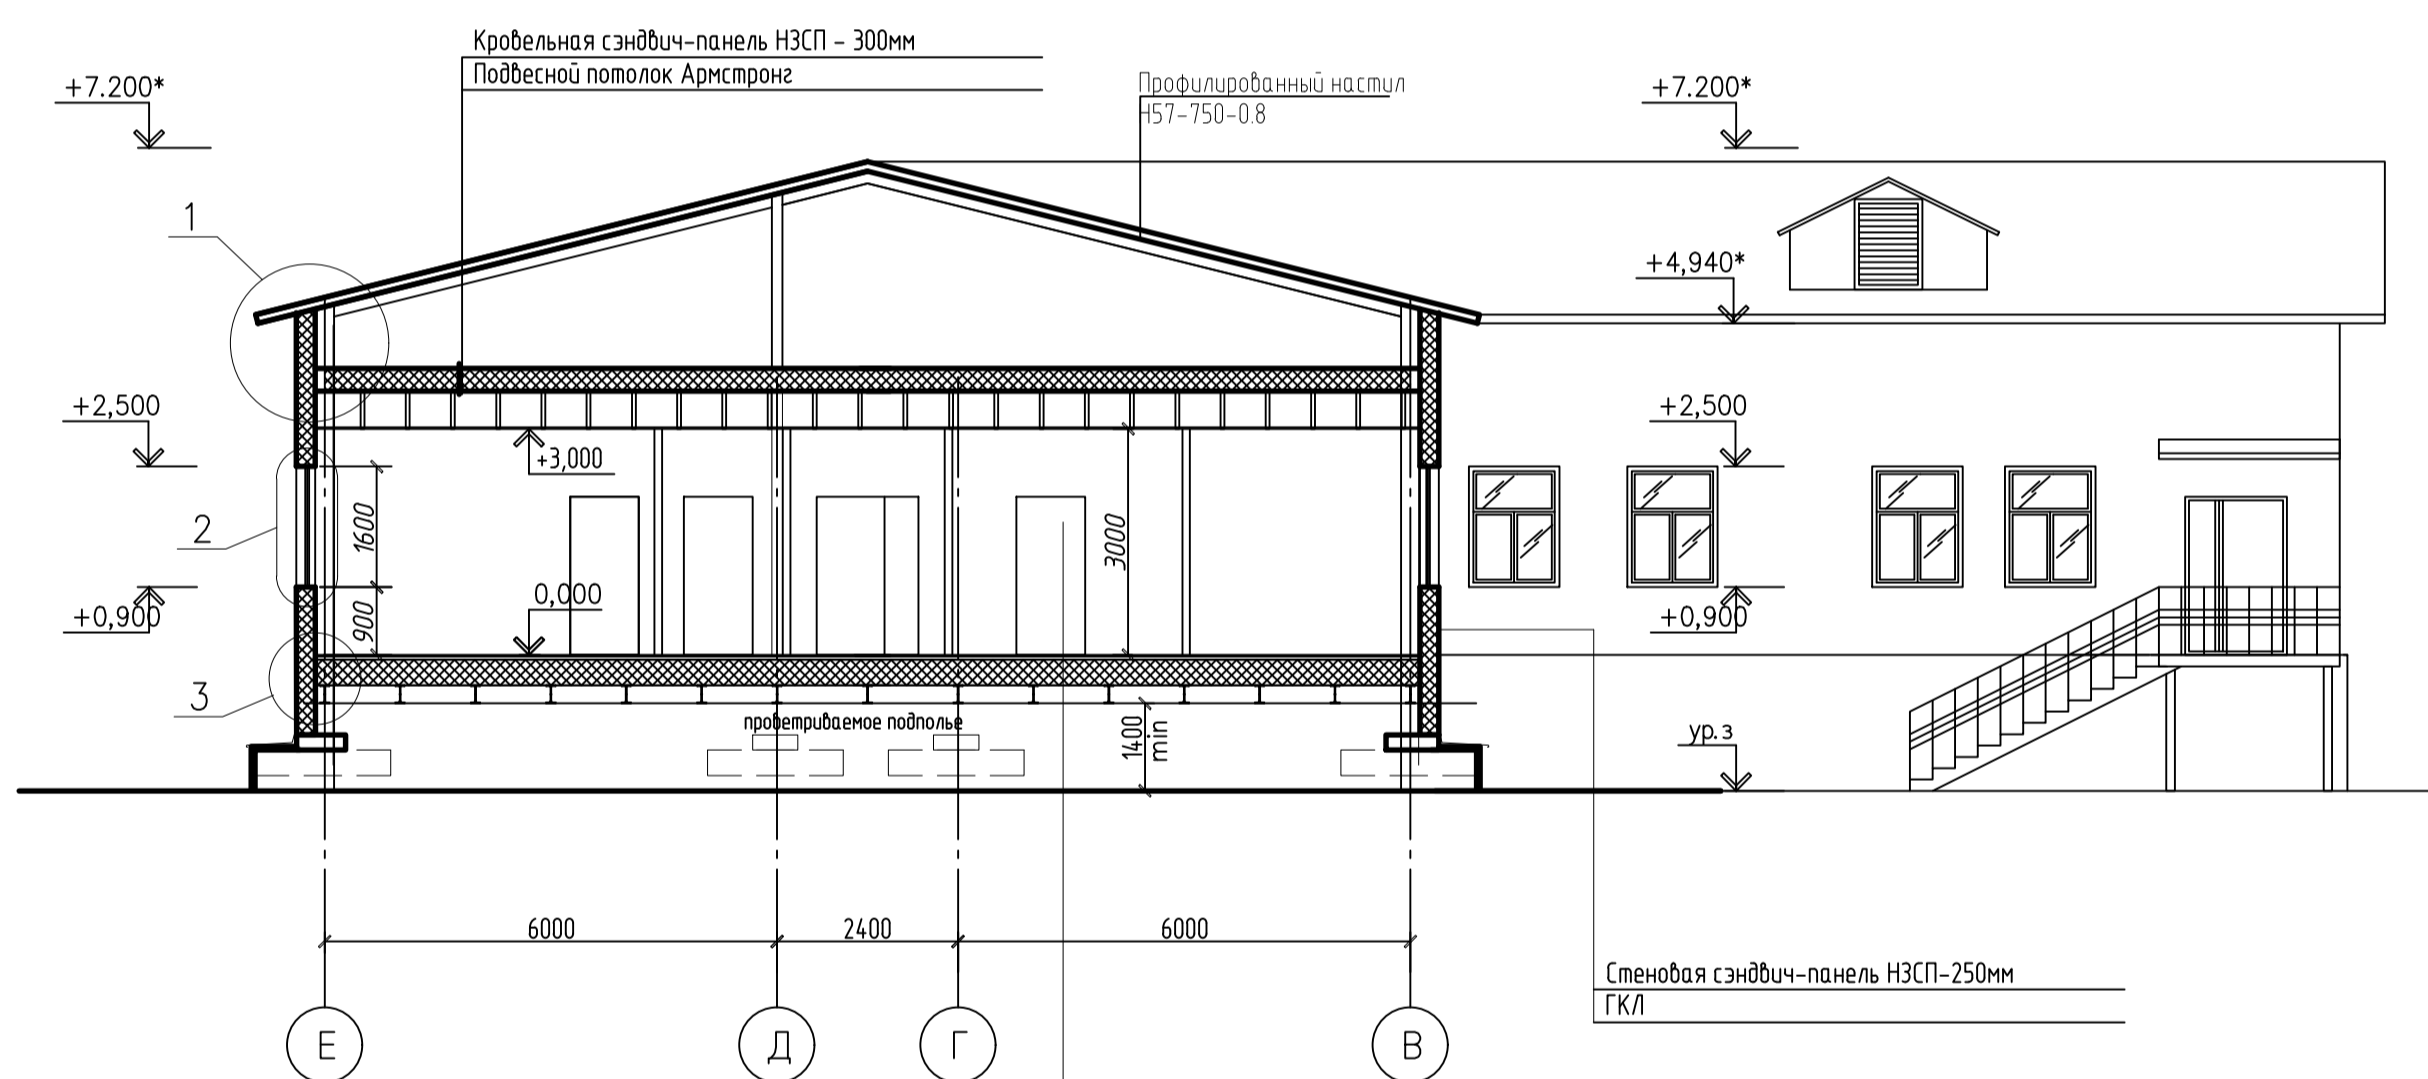 Кровельная сэндвич-панель НЗСП - 300мм
Подвесной потолок Армстронг
Профилированный настил
Н57-750-0.8
+7.200*
+7.200*
1
+4,940*
+2,500
+2,500
+3,000
2
1600
3000
0,000
+0,900
900
+0,900
3
проветриваемое подполье
1400
min
ур.з
6000
2400
6000
Стеновая сэндвич-панель НЗСП-250мм
ГКЛ
Е
Д
Г
В